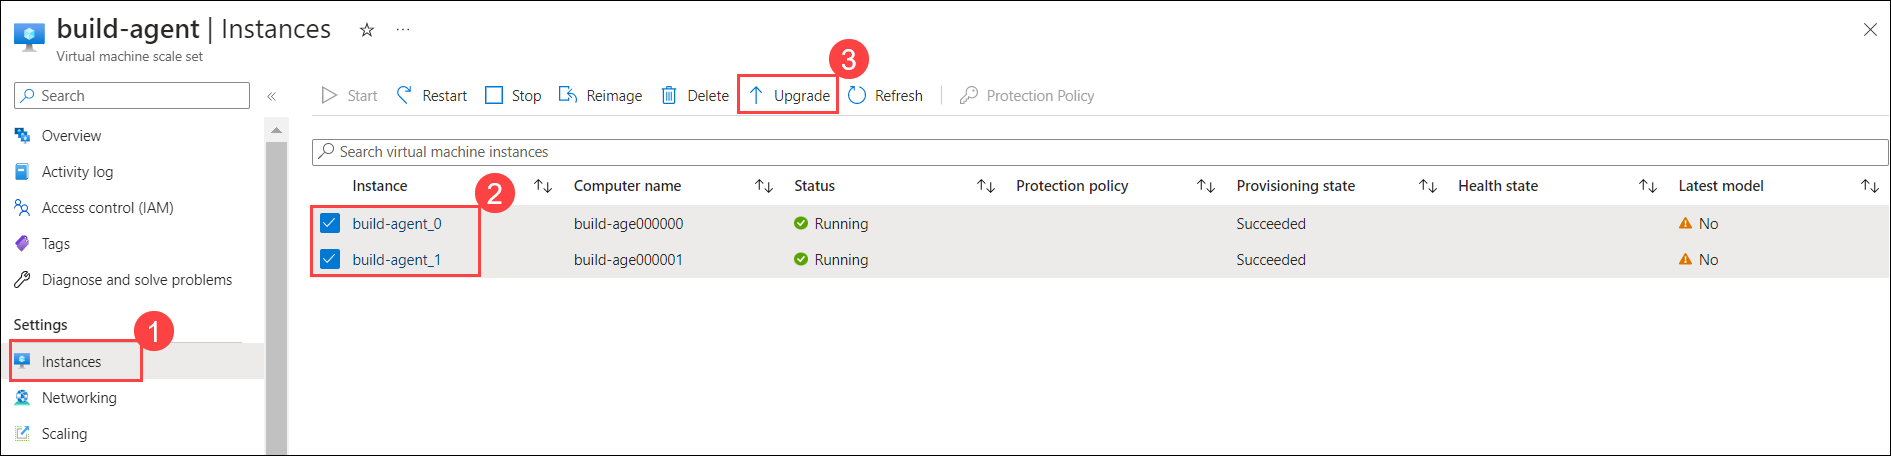 build-agent | Instances ☆ ···
Virtual machine scale set
Search «
Overview
Activity log
Access control (IAM)
Tags
Diagnose and solve problems
Settings
1
Instances
Networking
Scaling
3
Start Restart Stop Reimage Delete Upgrade Refresh Protection Policy
Search virtual machine instances
Instance Computer name Status Protection policy Provisioning state Health state Latest model
2
build-agent_0 build-age000000 Running Succeeded No
build-agent_1 build-age000001 Running Succeeded No